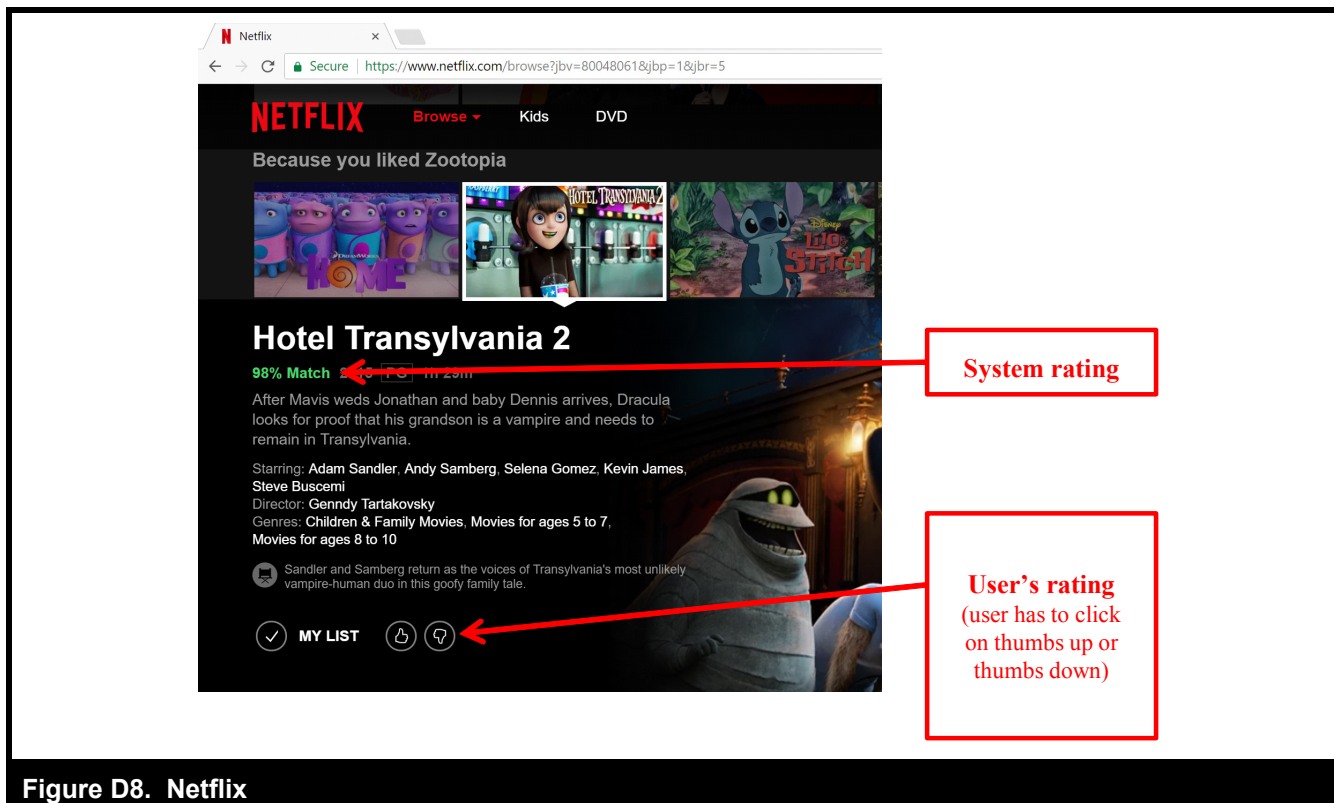 Netflix
Secure | https://www.netflix.com/browse?jbv=80048061&jbp=1&jbr=5
NETFLIX Browse Kids DVD
Because you liked Zootopia
DREAMWORKS
HOME
RASPBERRY
HOTEL TRANSYLVANIA 2
Disney
LILO & STITCH
Hotel Transylvania 2
98% Match 2015 PG 1h 29m
System rating
After Mavis weds Jonathan and baby Dennis arrives, Dracula
looks for proof that his grandson is a vampire and needs to
remain in Transylvania.
Starring: Adam Sandler, Andy Samberg, Selena Gomez, Kevin James,
Steve Buscemi
Director: Genndy Tartakovsky
Genres: Children & Family Movies, Movies for ages 5 to 7,
Movies for ages 8 to 10
Sandler and Samberg return as the voices of Transylvania's most unlikely
vampire-human duo in this goofy family tale.
MY LIST
User's rating
(user has to click
on thumbs up or
thumbs down)
Figure D8. Netflix